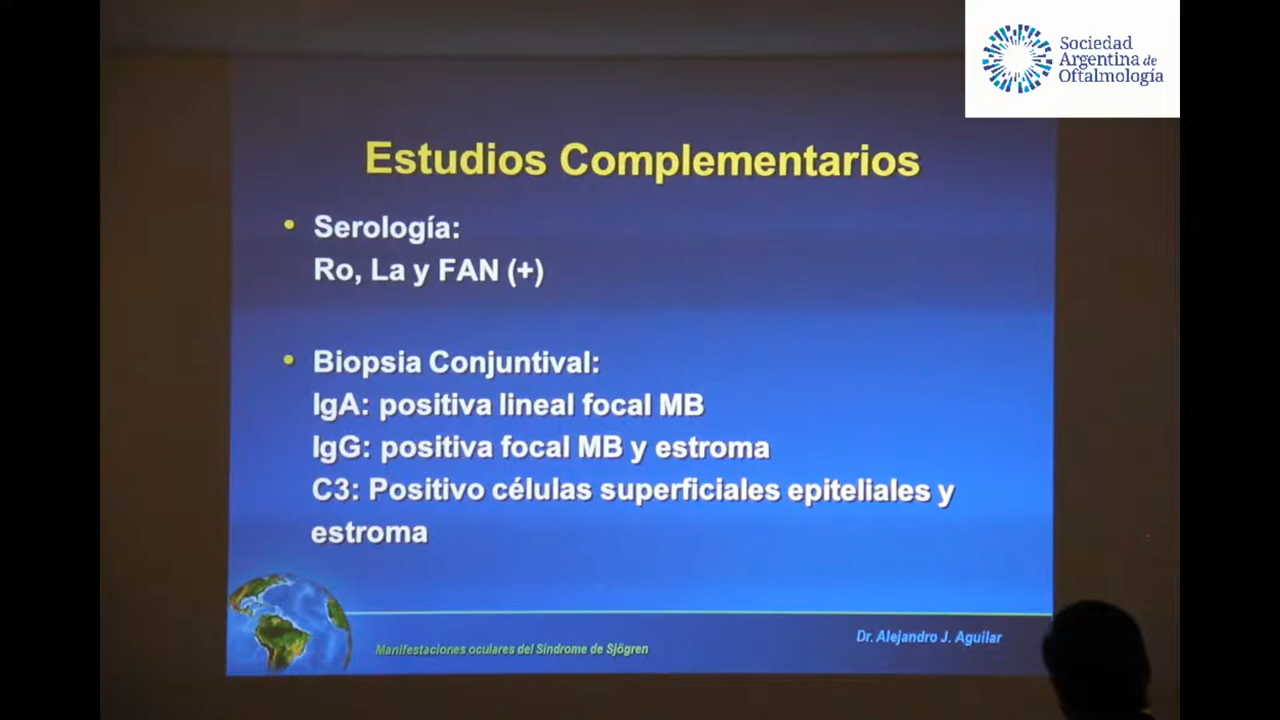 Sociedad
Argentina de
Oftalmología
Estudios Complementarios
• Serología:
Ro, La y FAN (+)
• Biopsia Conjuntival:
IgA: positiva lineal focal MB
IgG: positiva focal MB y estroma
C3: Positivo células superficiales epiteliales y
estroma
Manifestaciones oculares del Síndrome de Sjögren
Dr. Alejandro J. Aguilar